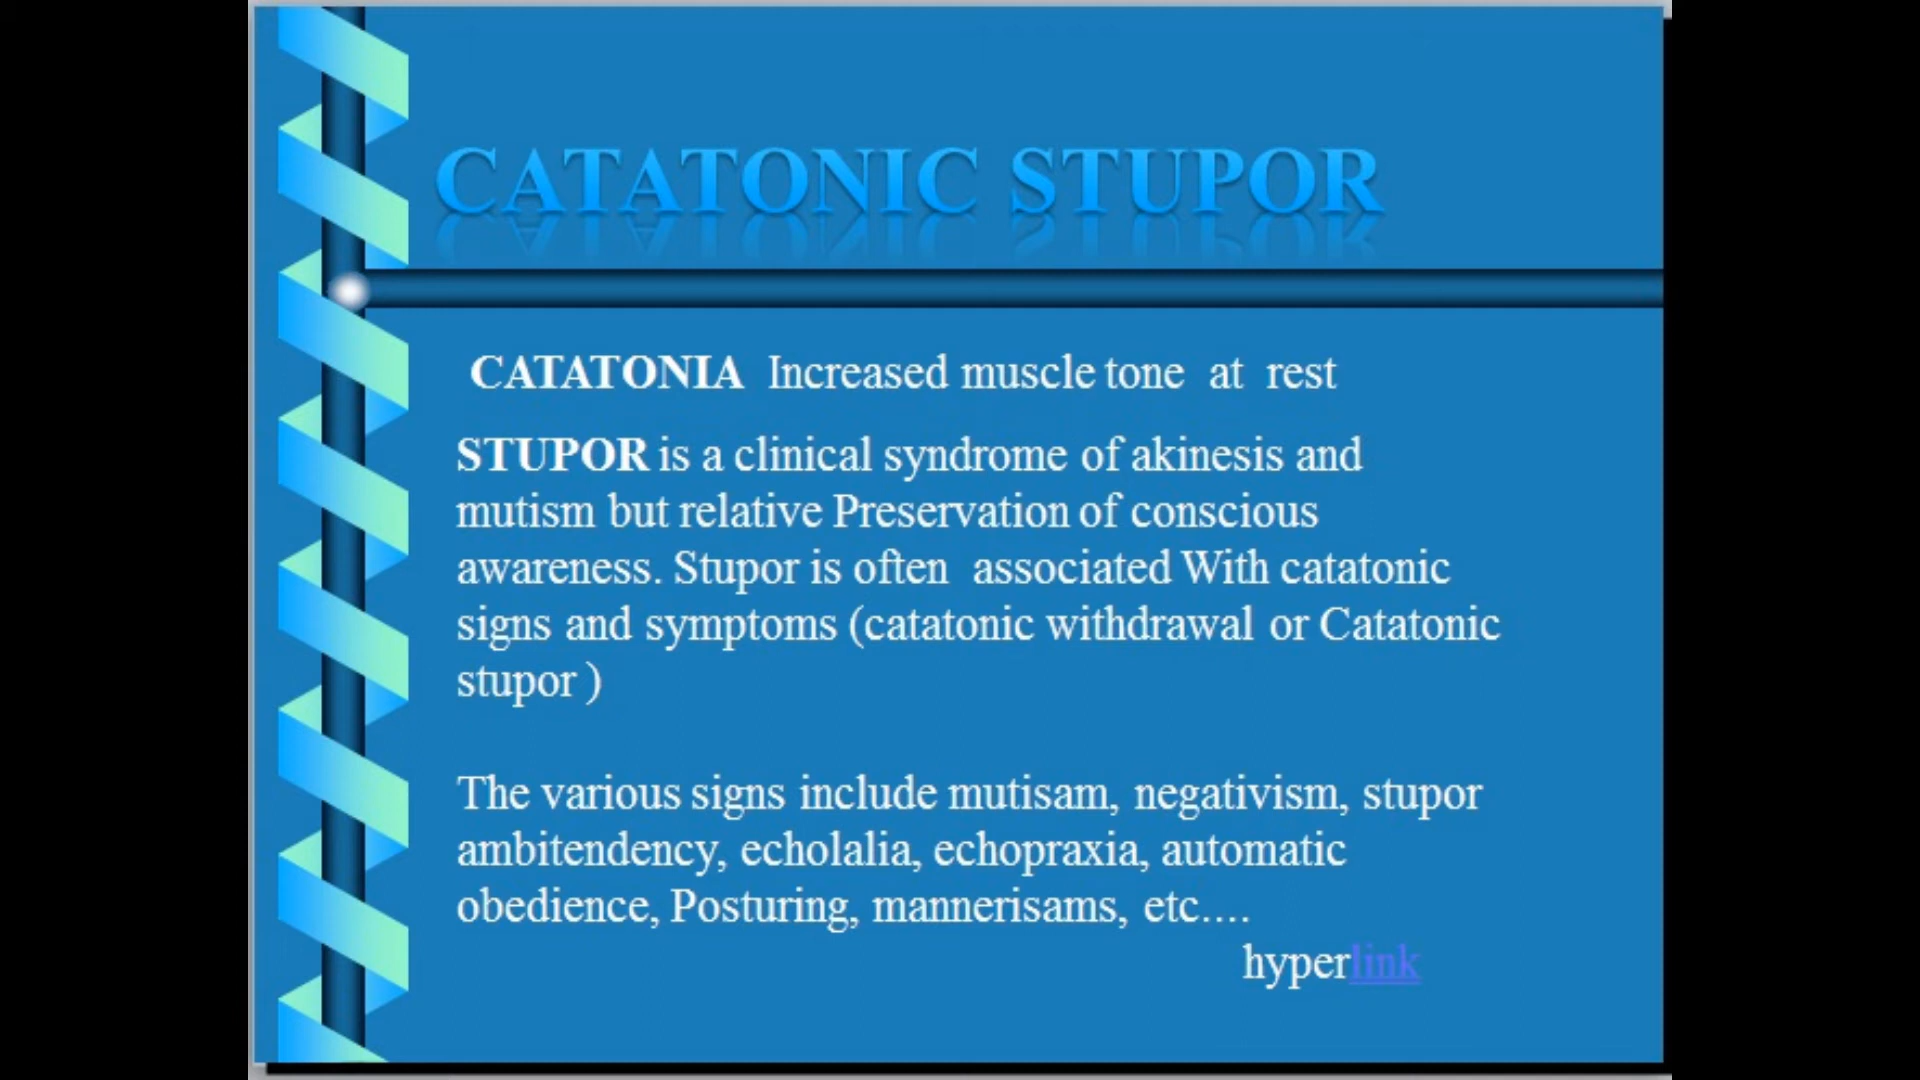 CATATONIC STUPOR
CATATONIA Increased muscle tone at rest
STUPOR is a clinical syndrome of akinesis and
mutism but relative Preservation of conscious
awareness. Stupor is often associated With catatonic
signs and symptoms (catatonic withdrawal or Catatonic
stupor )
The various signs include mutisam, negativism, stupor
ambitendency, echolalia, echopraxia, automatic
obedience, Posturing, mannerisams, etc....
hyperlink